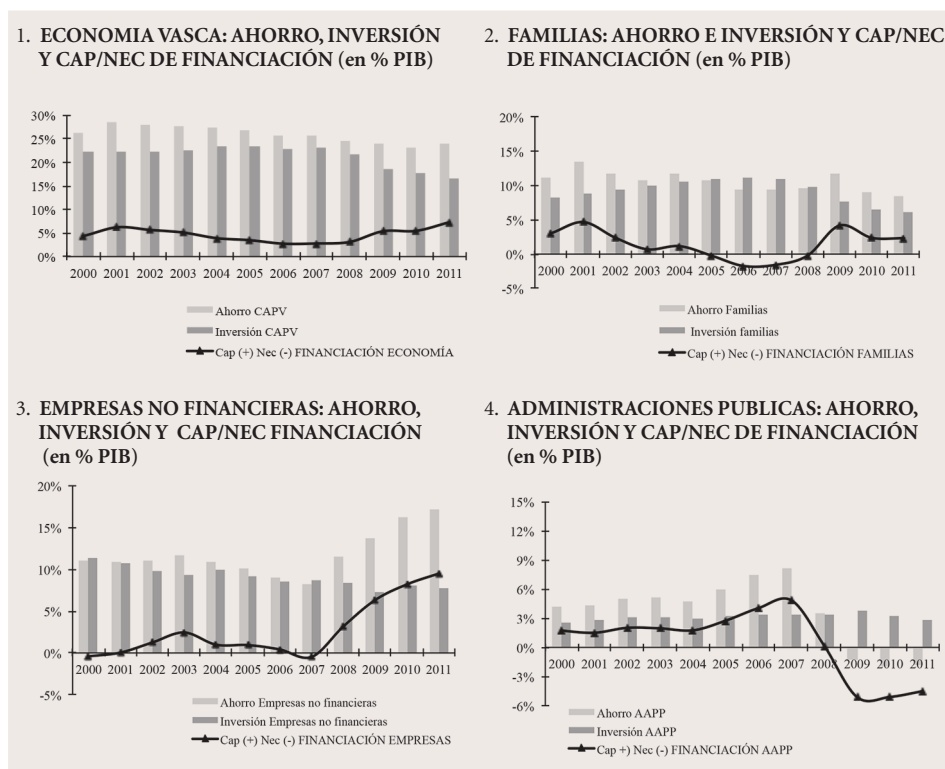 1. ECONOMIA VASCA: AHORRO, INVERSIÓN
Y CAP/NEC DE FINANCIACIÓN (en % PIB)
30%
25%
20%
15%
10%
5%
0%
2000 2001 2002 2003 2004 2005 2006 2007 2008 2009 2010 2011
Ahorro CAPV
Inversión CAPV
Cap (+) Nec (-) FINANCIACIÓN ECONOMÍA
2. FAMILIAS: AHORRO E INVERSIÓN Y CAP/NEC
DE FINANCIACIÓN (en % PIB)
20%
15%
10%
5%
0%
-5%
2000 2001 2002 2003 2004 2005 2006 2007 2008 2009 2010 2011
Ahorro Familias
Inversión familias
Cap (+) Nec (-) FINANCIACIÓN FAMILIAS
3. EMPRESAS NO FINANCIERAS: AHORRO,
INVERSIÓN Y CAP/NEC FINANCIACIÓN
(en % PIB)
20%
15%
10%
5%
0%
-5%
2000 2001 2002 2003 2004 2005 2006 2007 2008 2009 2010 2011
Ahorro Empresas no financieras
Inversión Empresas no financieras
Cap (+) Nec (-) FINANCIACIÓN EMPRESAS
4. ADMINISTRACIONES PUBLICAS: AHORRO,
INVERSIÓN Y CAP/NEC DE FINANCIACIÓN
(en % PIB)
15%
12%
9%
6%
3%
0%
-3%
-6%
2000 2001 2002 2003 2004 2005 2006 2007 2008 2009 2010 2011
Ahorro AAPP
Inversión AAPP
Cap +) Nec (-) FINANCIACIÓN AAPP